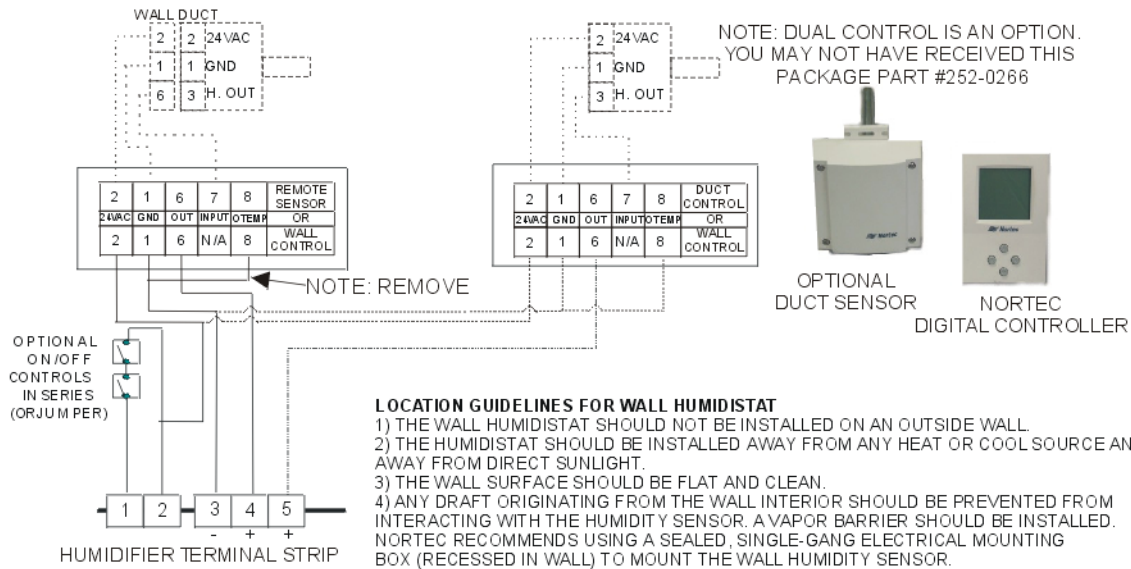 WALL DUCT
2 2 24VAC
1 1 GND
6 3 H. OUT
2 24VAC
1 GND
3 H. OUT
NOTE: DUAL CONTROL IS AN OPTION.
YOU MAY NOT HAVE RECEIVED THIS
PACKAGE PART #252-0266
2 1 6 7 8 REMOTE SENSOR
24VAC GND OUT INPUT OTEMP OR
2 1 6 N/A 8 WALL CONTROL
2 1 6 7 8 DUCT CONTROL
24VAC GND OUT INPUT OTEMP OR
2 1 6 N/A 8 WALL CONTROL
Nortec
Nortec
NOTE: REMOVE
OPTIONAL
DUCT SENSOR
NORTEC
DIGITAL CONTROLLER
OPTIONAL
ON/OFF
CONTROLS
IN SERIES
(ORJUMPER)
LOCATION GUIDELINES FOR WALL HUMIDISTAT
1) THE WALL HUMIDISTAT SHOULD NOT BE INSTALLED ON AN OUTSIDE WALL.
2) THE HUMIDISTAT SHOULD BE INSTALLED AWAY FROM ANY HEAT OR COOL SOURCE AN
AWAY FROM DIRECT SUNLIGHT.
3) THE WALL SURFACE SHOULD BE FLAT AND CLEAN.
4) ANY DRAFT ORIGINATING FROM THE WALL INTERIOR SHOULD BE PREVENTED FROM
INTERACTING WITH THE HUMIDITY SENSOR. A VAPOR BARRIER SHOULD BE INSTALLED.
NORTEC RECOMMENDS USING A SEALED, SINGLE-GANG ELECTRICAL MOUNTING
BOX (RECESSED IN WALL) TO MOUNT THE WALL HUMIDITY SENSOR.
1 2 3 4 5
- + +
HUMIDIFIER TERMINAL STRIP